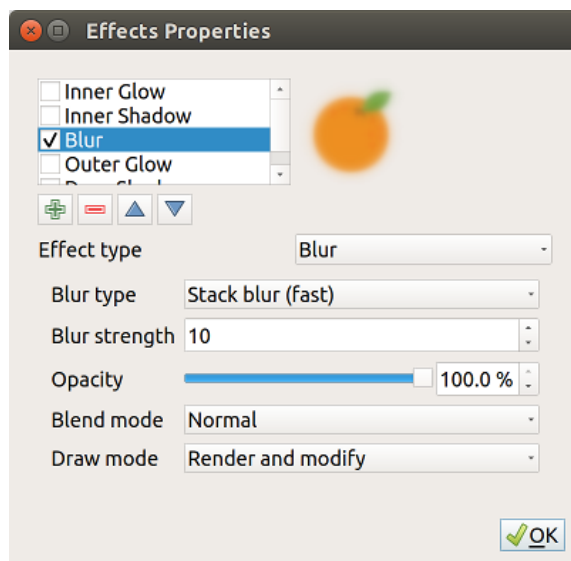 Effects Properties
Inner Glow
Inner Shadow
Blur
Outer Glow
Effect type Blur
Blur type Stack blur (fast)
Blur strength 10
Opacity 100.0 %
Blend mode Normal
Draw mode Render and modify
OK